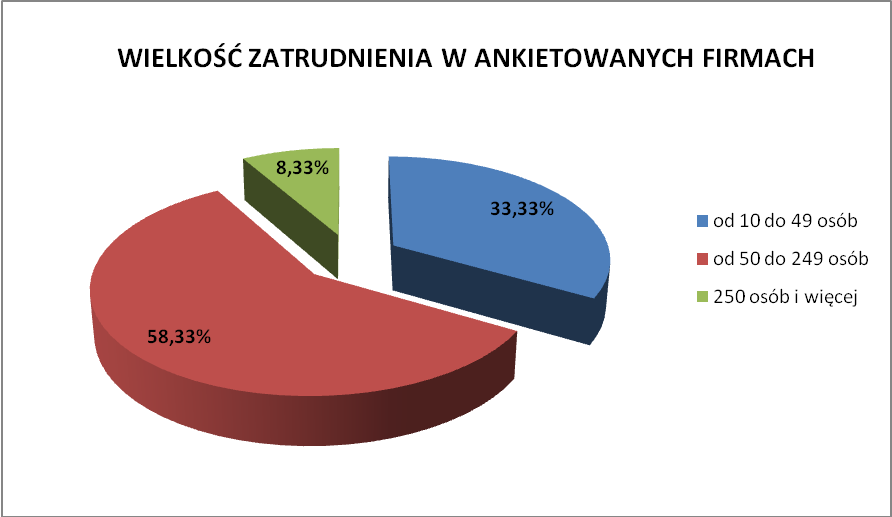 WIELKOŚĆ ZATRUDNIENIA W ANKIETOWANYCH FIRMACH
8,33%
33,33%
58,33%
od 10 do 49 osób
od 50 do 249 osób
250 osób i więcej